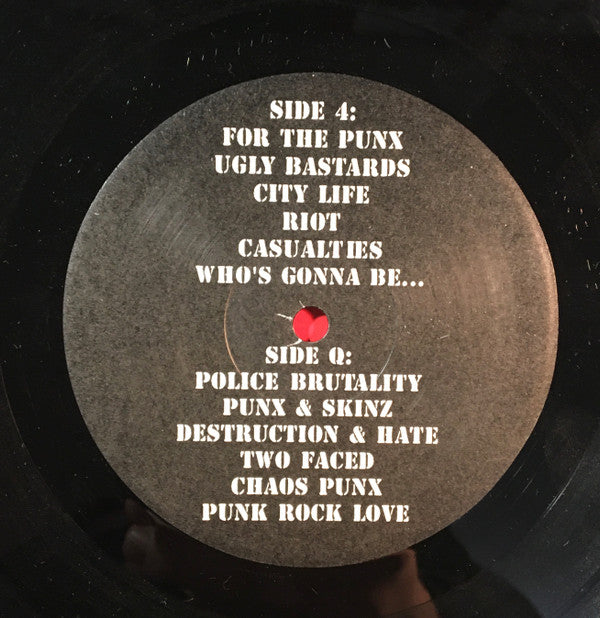 SIDE 4:
FOR THE PUNX
UGLY BASTARDS
CITY LIFE
RIOT
CASUALTIES
WHO'S GONNA BE...
SIDE Q:
POLICE BRUTALITY
PUNX & SKINZ
DESTRUCTION & HATE
TWO FACED
CHAOS PUNX
PUNK ROCK LOVE